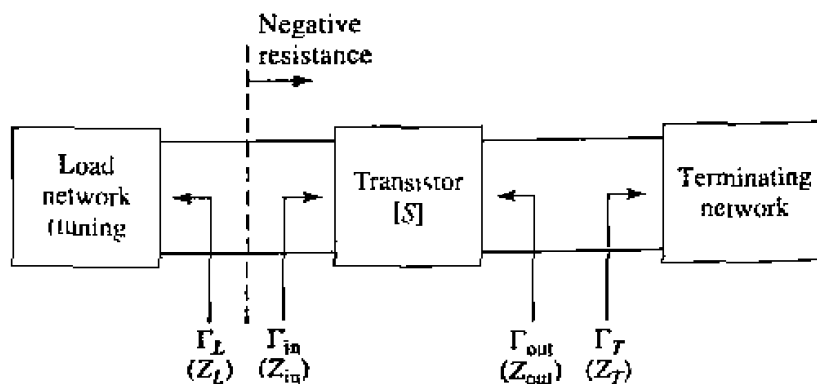 Negative
resistance
Load
network
(tuning
Transistor
[S]
Terminating
network
Γ_L
(Z_L)
Γ_in
(Z_in)
Γ_out
(Z_out)
Γ_T
(Z_T)